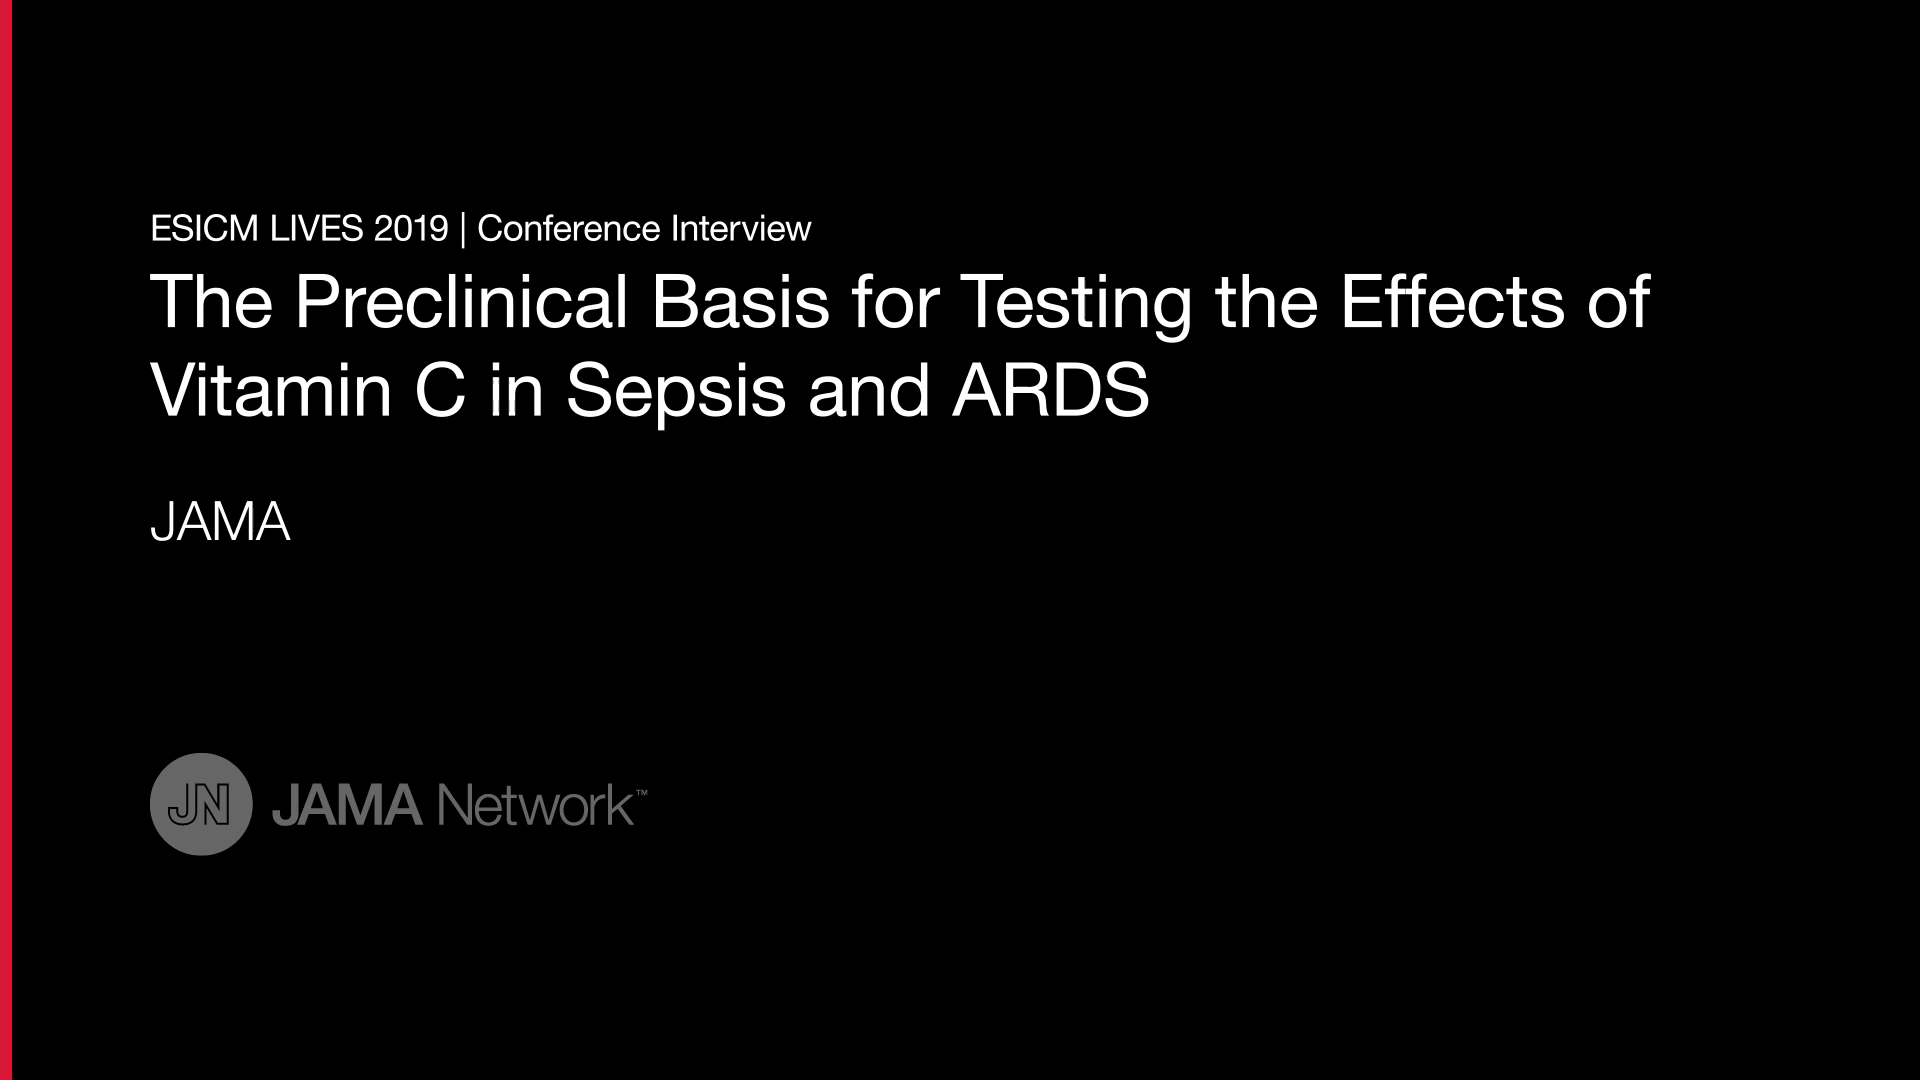 ESICM LIVES 2019 | Conference Interview
The Preclinical Basis for Testing the Effects of
Vitamin C in Sepsis and ARDS
JAMA
JN JAMA Network™